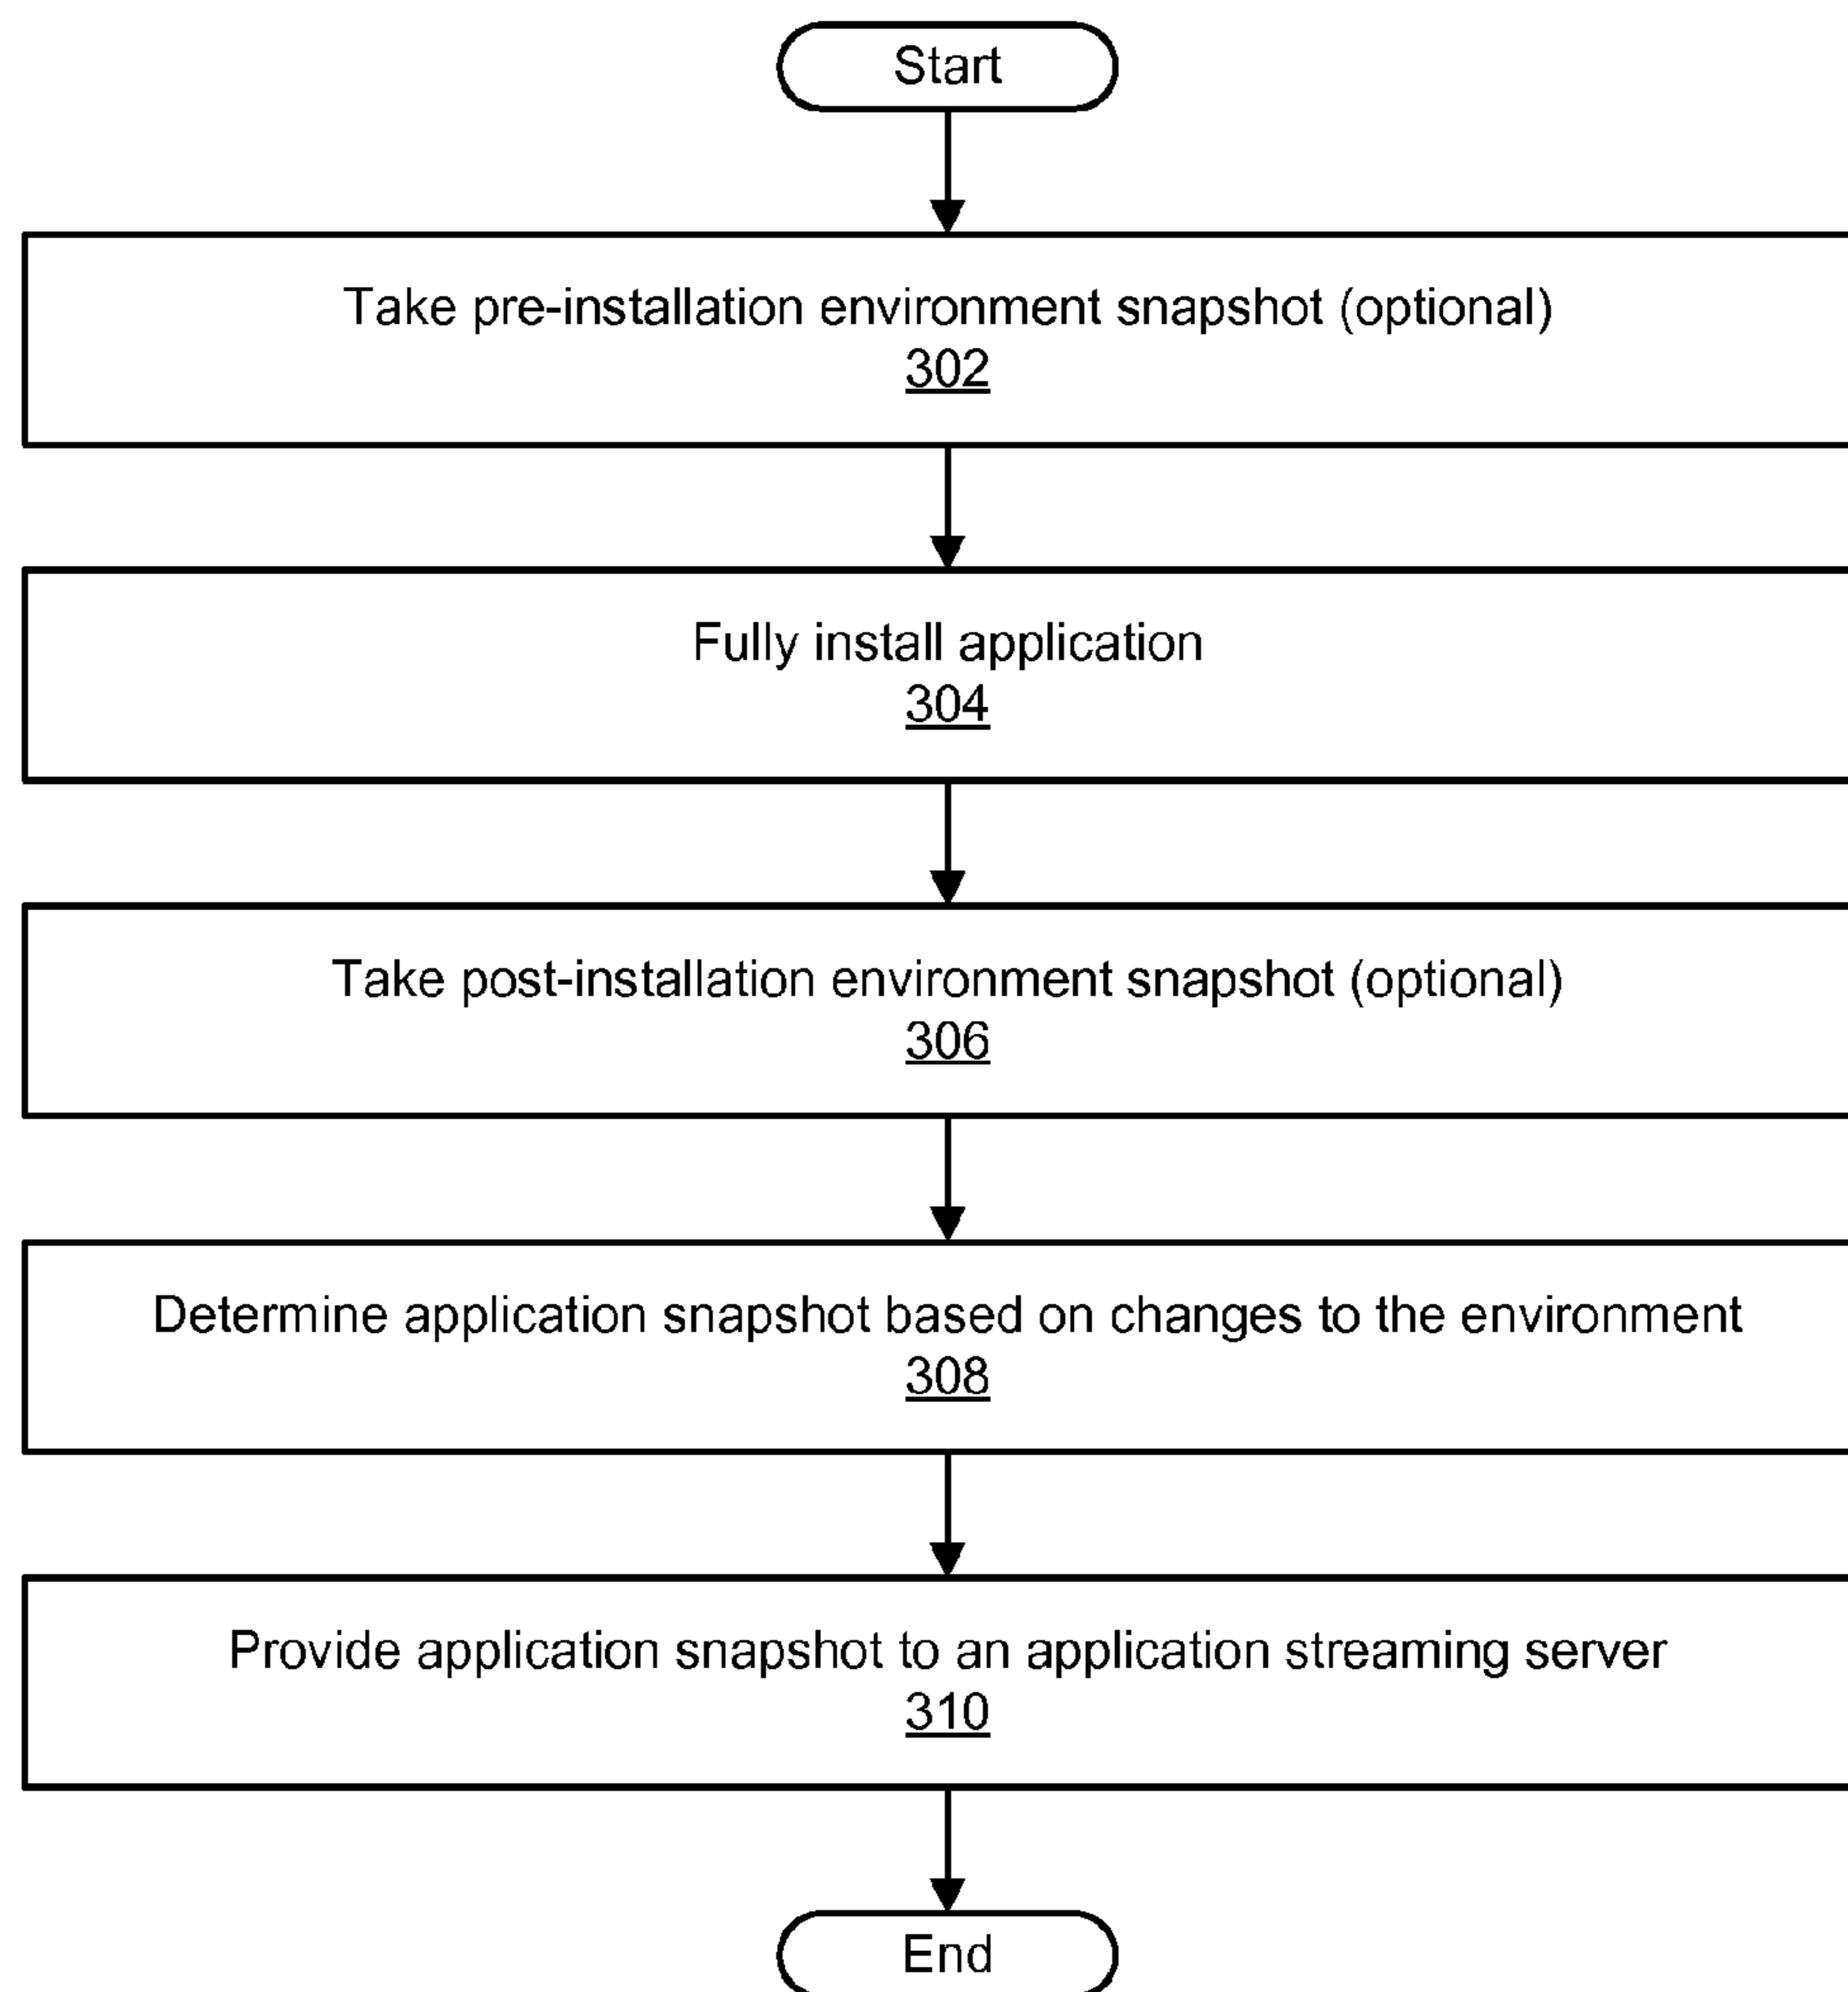 Start
Take pre-installation environment snapshot (optional)
302
Fully install application
304
Take post-installation environment snapshot (optional)
306
Determine application snapshot based on changes to the environment
308
Provide application snapshot to an application streaming server
310
End